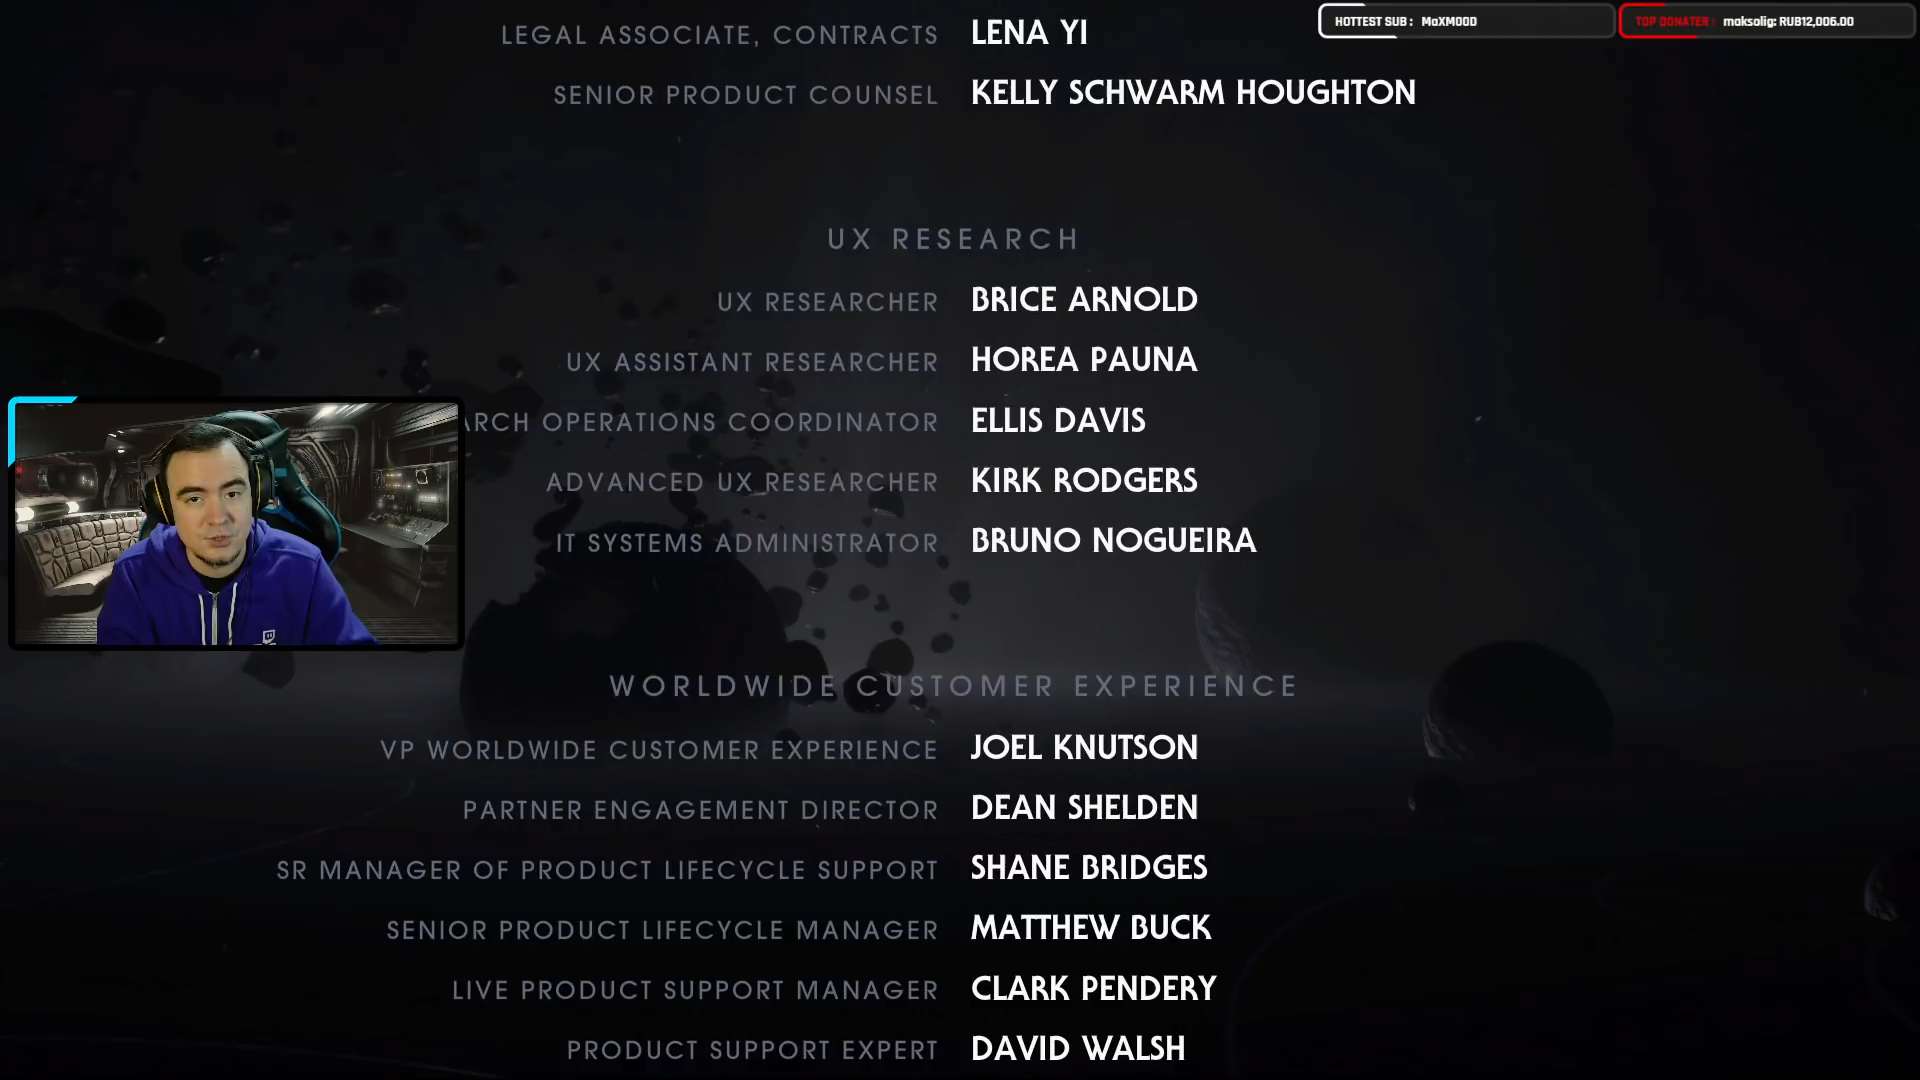 HOTTEST SUB: MaXMOOD
TOP DONATER: maksolig: RUB12,006.00
LEGAL ASSOCIATE, CONTRACTS LENA YI
SENIOR PRODUCT COUNSEL KELLY SCHWARM HOUGHTON
UX RESEARCH
UX RESEARCHER BRICE ARNOLD
UX ASSISTANT RESEARCHER HOREA PAUNA
ARCH OPERATIONS COORDINATOR ELLIS DAVIS
ADVANCED UX RESEARCHER KIRK RODGERS
IT SYSTEMS ADMINISTRATOR BRUNO NOGUEIRA
WORLDWIDE CUSTOMER EXPERIENCE
VP WORLDWIDE CUSTOMER EXPERIENCE JOEL KNUTSON
PARTNER ENGAGEMENT DIRECTOR DEAN SHELDEN
SR MANAGER OF PRODUCT LIFECYCLE SUPPORT SHANE BRIDGES
SENIOR PRODUCT LIFECYCLE MANAGER MATTHEW BUCK
LIVE PRODUCT SUPPORT MANAGER CLARK PENDERY
PRODUCT SUPPORT EXPERT DAVID WALSH